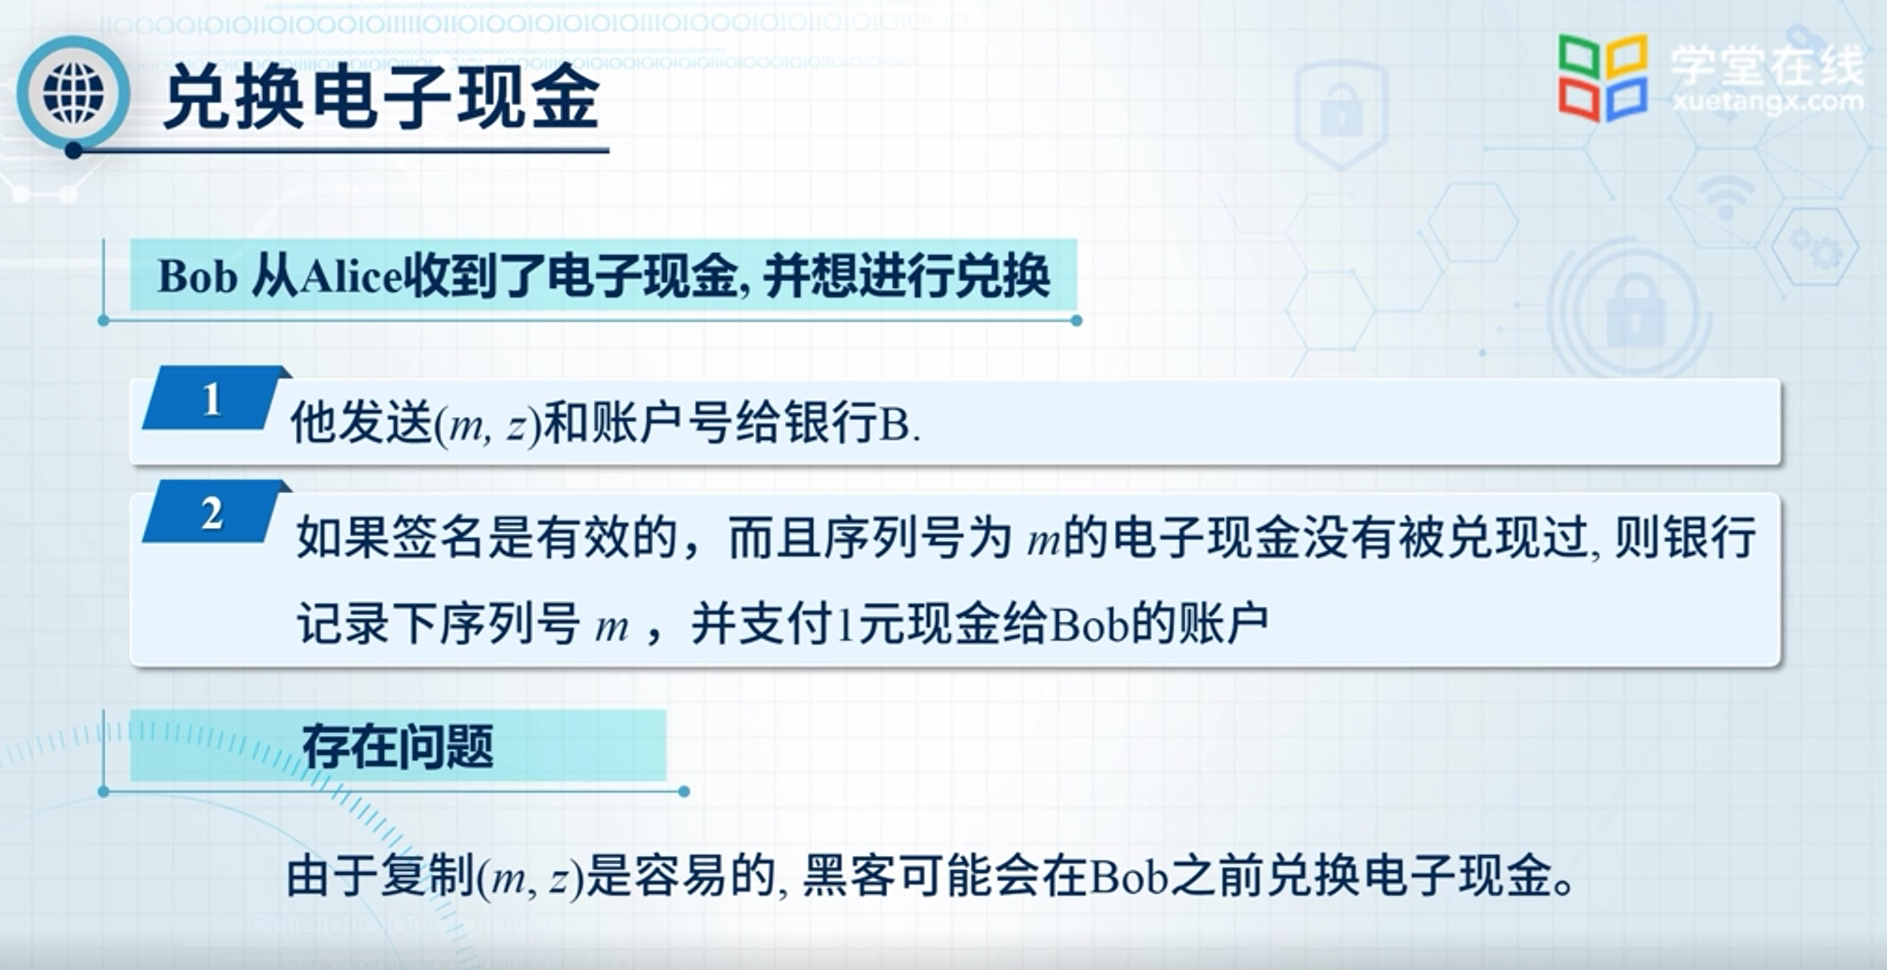 兑换电子现金
学堂在线
xuetangx.com
Bob 从Alice收到了电子现金, 并想进行兑换
1
他发送(m, z)和账户号给银行B.
2
如果签名是有效的，而且序列号为 m的电子现金没有被兑现过, 则银行
记录下序列号 m ，并支付1元现金给Bob的账户
存在问题
由于复制(m, z)是容易的, 黑客可能会在Bob之前兑换电子现金。